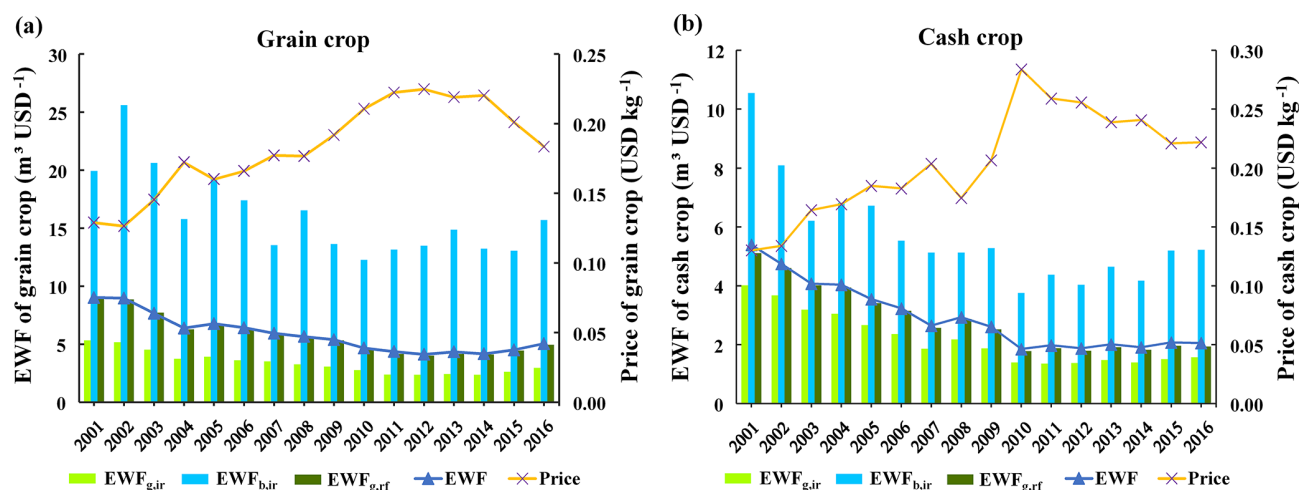 (a)
Grain crop
EWF of grain crop (m³ USD⁻¹)
30
25
20
15
10
5
0
0.25
0.20
0.15
0.10
0.05
0.00
Price of grain crop (USD kg⁻¹)
2001 2002 2003 2004 2005 2006 2007 2008 2009 2010 2011 2012 2013 2014 2015 2016
EWFg,ir EWFb,ir EWFg,rf EWF Price
(b)
Cash crop
EWF of cash crop (m³ USD⁻¹)
12
10
8
6
4
2
0
0.30
0.25
0.20
0.15
0.10
0.05
0.00
Price of cash crop (USD kg⁻¹)
2001 2002 2003 2004 2005 2006 2007 2008 2009 2010 2011 2012 2013 2014 2015 2016
EWFg,ir EWFb,ir EWFg,rf EWF Price